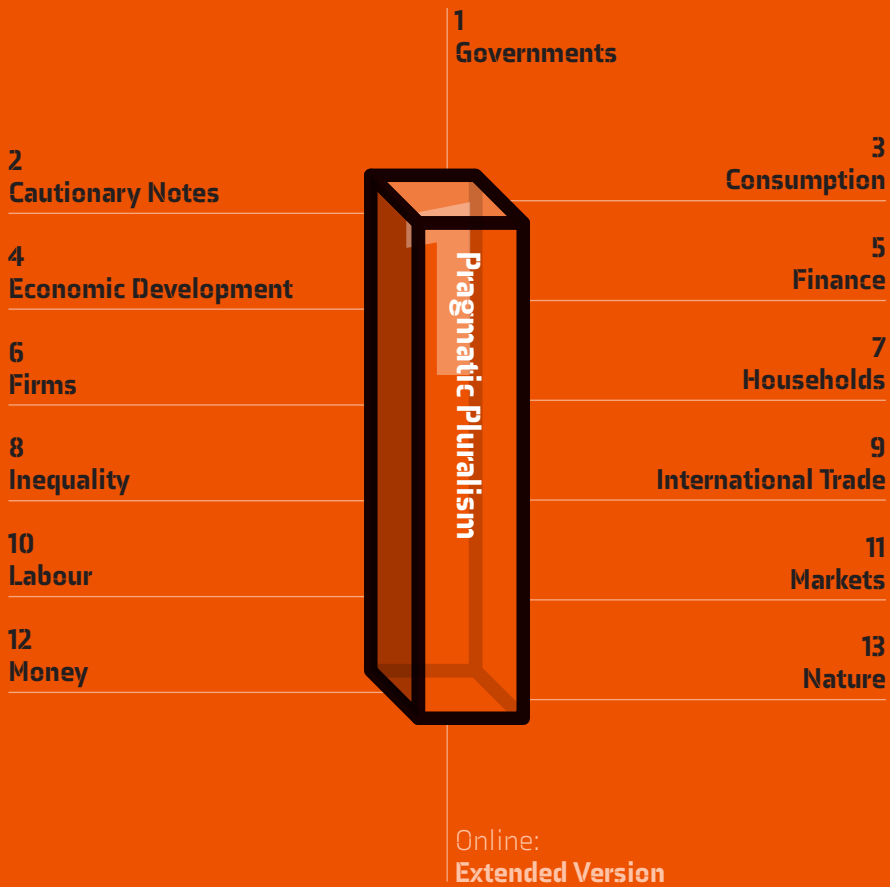 1
Governments
2
Cautionary Notes
3
Consumption
4
Economic Development
5
Finance
6
Firms
7
Households
8
Inequality
9
International Trade
10
Labour
11
Markets
12
Money
13
Nature
1
Pragmatic Pluralism
Online:
Extended Version